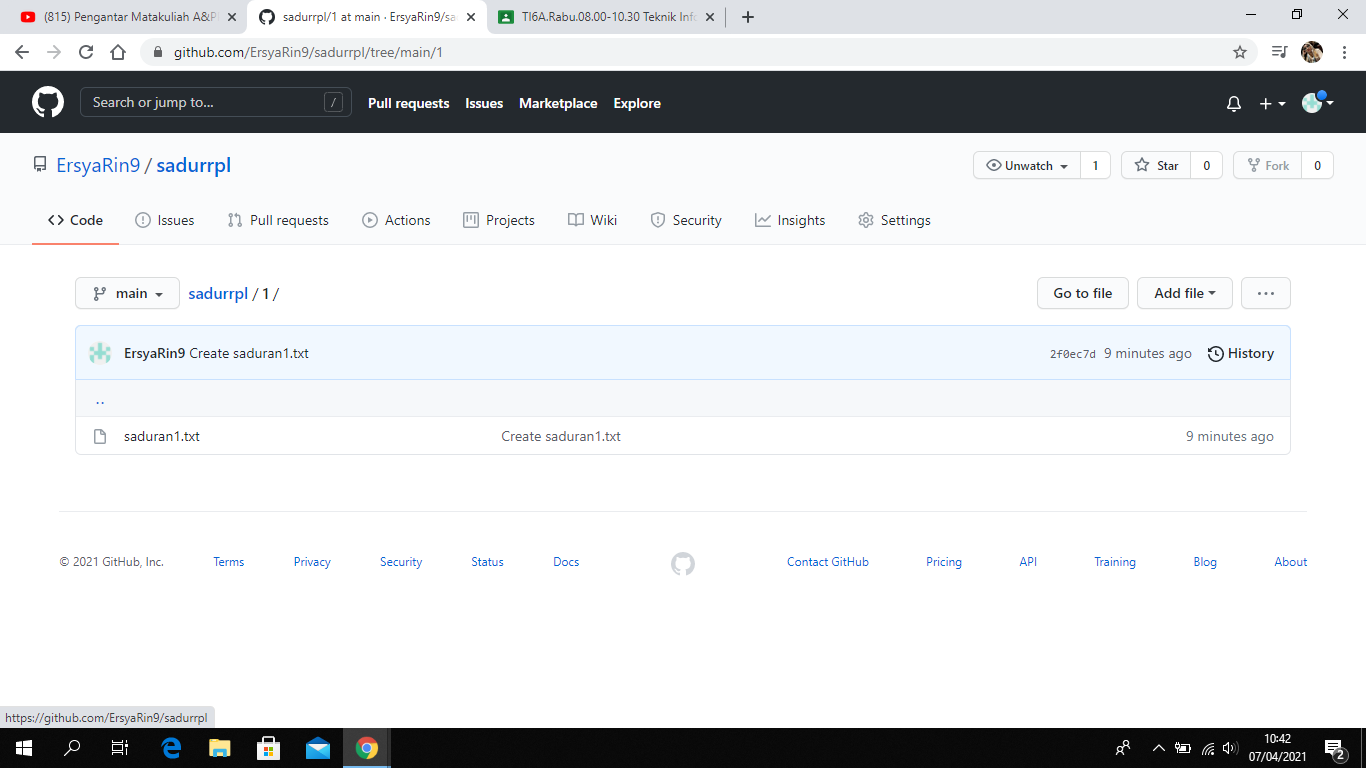 (815) Pengantar Matakuliah A&P
sadurrpl/1 at main · ErsyaRin9/sa
TI6A.Rabu.08.00-10.30 Teknik Inf
github.com/ErsyaRin9/sadurrpl/tree/main/1
Search or jump to... / Pull requests Issues Marketplace Explore
ErsyaRin9 / sadurrpl Unwatch 1 Star 0 Fork 0
Code Issues Pull requests Actions Projects Wiki Security Insights Settings
main sadurrpl / 1 / Go to file Add file ...
ErsyaRin9 Create saduran1.txt 2f0ec7d 9 minutes ago History
..
saduran1.txt Create saduran1.txt 9 minutes ago
© 2021 GitHub, Inc. Terms Privacy Security Status Docs Contact GitHub Pricing API Training Blog About
https://github.com/ErsyaRin9/sadurrpl
10:42
07/04/2021
2